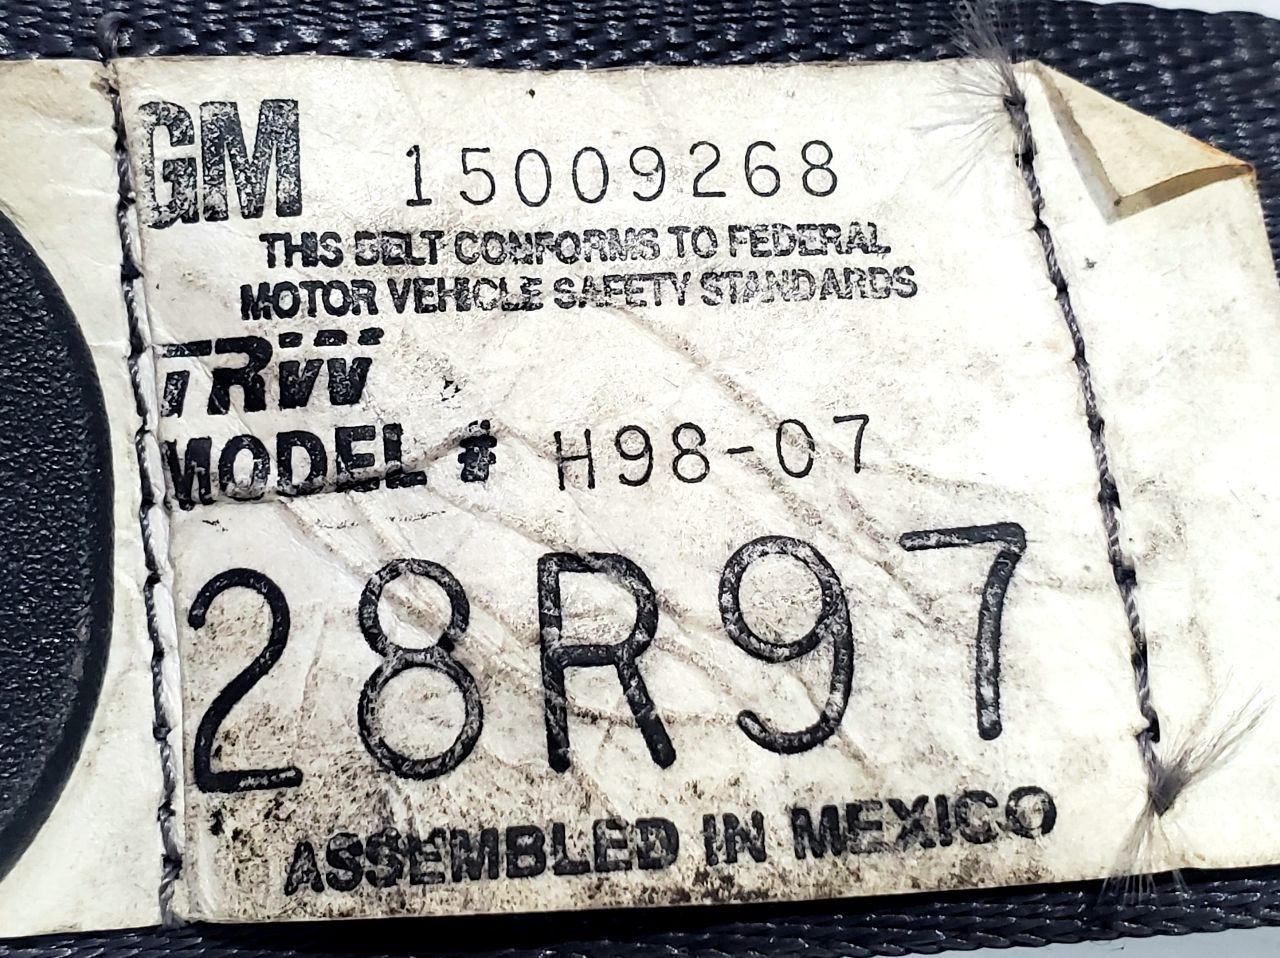 GM 15009268
THIS BELT CONFORMS TO FEDERAL
MOTOR VEHICLE SAFETY STANDARDS
TRW
MODEL # H98-07
28R97
ASSEMBLED IN MEXICO